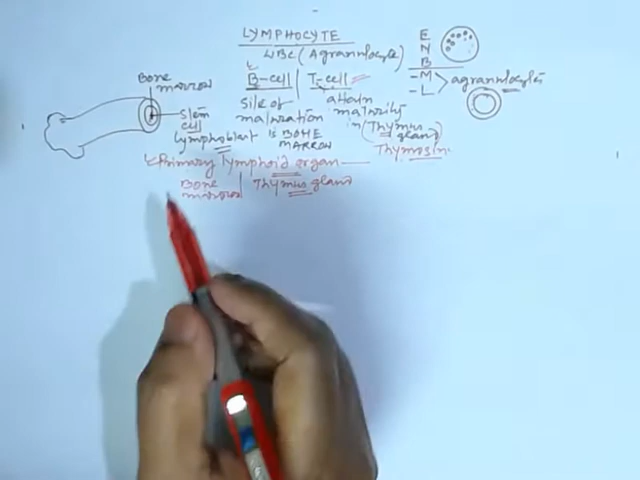 LYMPHOCYTE
WBC (Agranulocyte)
B-cell | T-cell
site of maturation is BONE MARROW
attain maturity in (Thymus gland)
Thymosin
E
N
B
-M
-L
agranulocytes
Bone marrow
stem cell
lymphoblast
Primary lymphoid organ
Bone marrow | Thymus gland